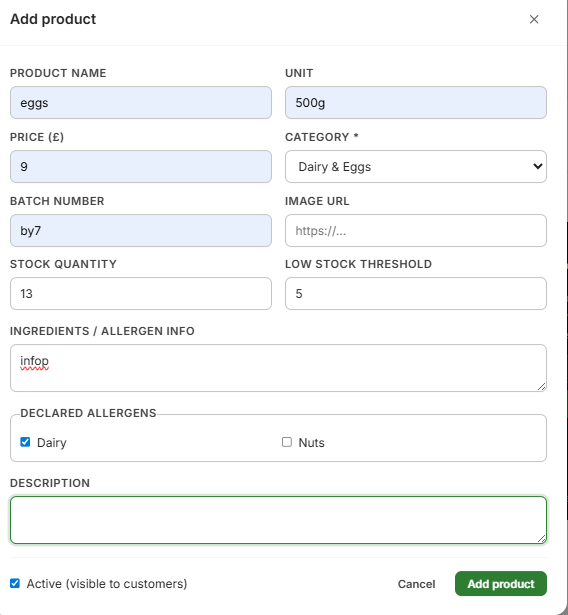 Add product ×
PRODUCT NAME UNIT
eggs 500g
PRICE (£) CATEGORY *
9 Dairy & Eggs
BATCH NUMBER IMAGE URL
by7 https://...
STOCK QUANTITY LOW STOCK THRESHOLD
13 5
INGREDIENTS / ALLERGEN INFO
infop
DECLARED ALLERGENS
Dairy Nuts
DESCRIPTION
Active (visible to customers) Cancel Add product